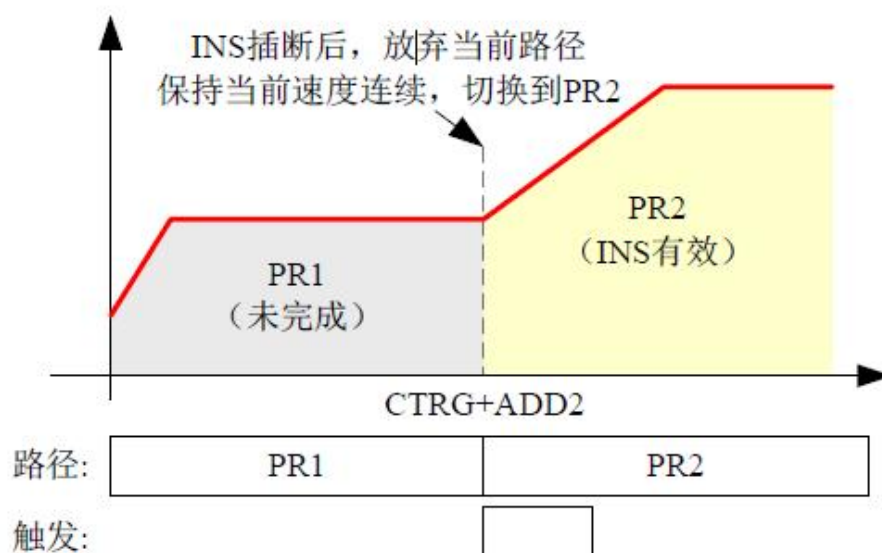 INS插断后，放弃当前路径
保持当前速度连续，切换到PR2
PR2
（INS有效）
PR1
（未完成）
CTRG+ADD2
路径: PR1 PR2
触发: